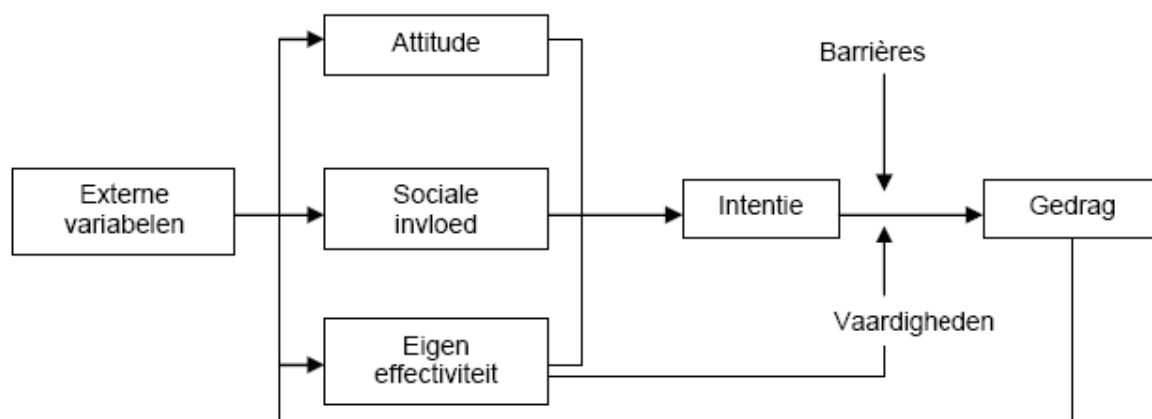 Attitude
Barrières
Externe
variabelen
Sociale
invloed
Intentie
Gedrag
Vaardigheden
Eigen
effectiviteit